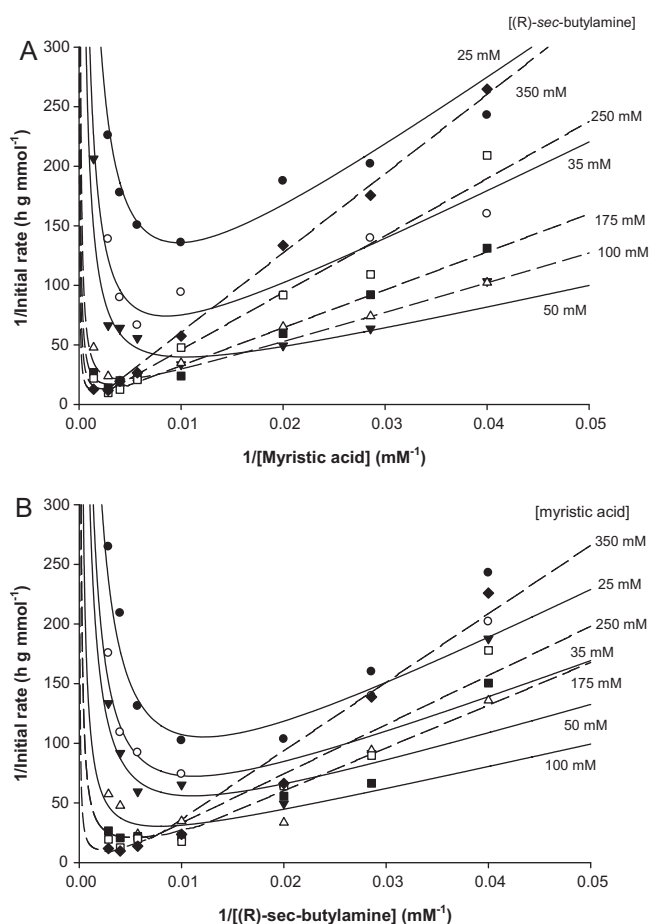 A
[(R)-sec-butylamine]
300
25 mM
350 mM
250
250 mM
200
35 mM
150
175 mM
100 mM
100
50 mM
50
0
0.00 0.01 0.02 0.03 0.04 0.05
1/[Myristic acid] (mM⁻¹)
1/Initial rate (h g mmol⁻¹)
B
300
[myristic acid]
350 mM
250
25 mM
200
250 mM
35 mM
150
175 mM
50 mM
100
100 mM
50
0
0.00 0.01 0.02 0.03 0.04 0.05
1/[(R)-sec-butylamine] (mM⁻¹)
1/Initial rate (h g mmol⁻¹)